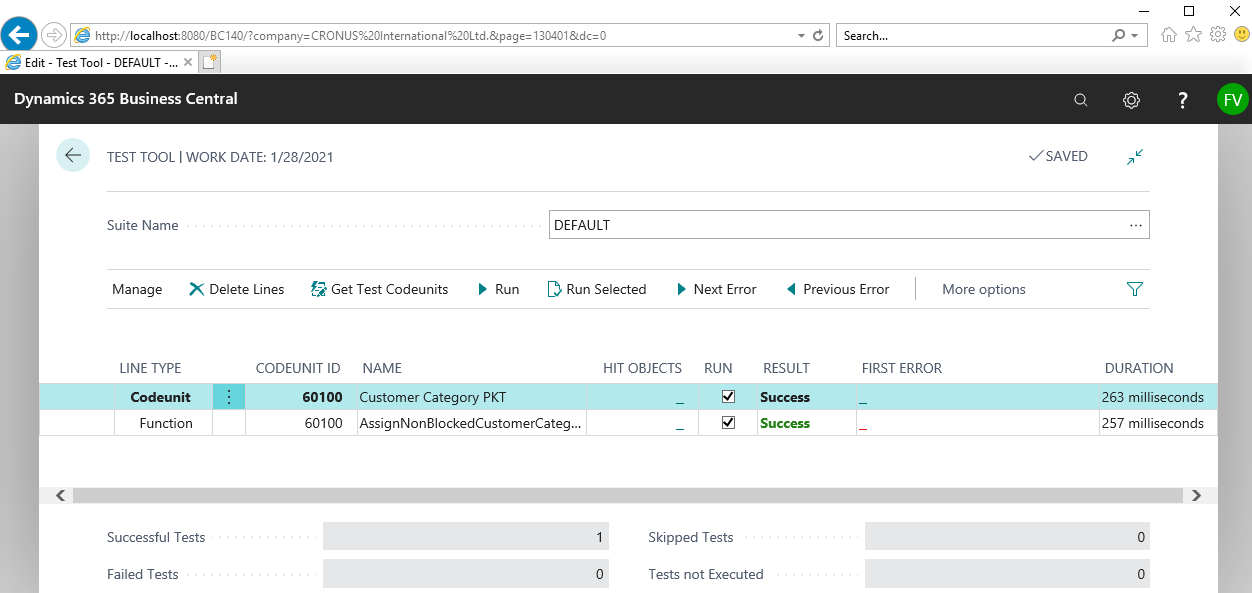 http://localhost:8080/BC140/?company=CRONUS%20International%20Ltd.&page=130401&dc=0
Search...
Edit - Test Tool - DEFAULT -...
Dynamics 365 Business Central
?
FV
TEST TOOL | WORK DATE: 1/28/2021
SAVED
Suite Name
DEFAULT
...
Manage Delete Lines Get Test Codeunits Run Run Selected Next Error Previous Error More options
LINE TYPE CODEUNIT ID NAME HIT OBJECTS RUN RESULT FIRST ERROR DURATION
Codeunit 60100 Customer Category PKT _ Success _ 263 milliseconds
Function 60100 AssignNonBlockedCustomerCateg... _ Success _ 257 milliseconds
Successful Tests 1 Skipped Tests 0
Failed Tests 0 Tests not Executed 0